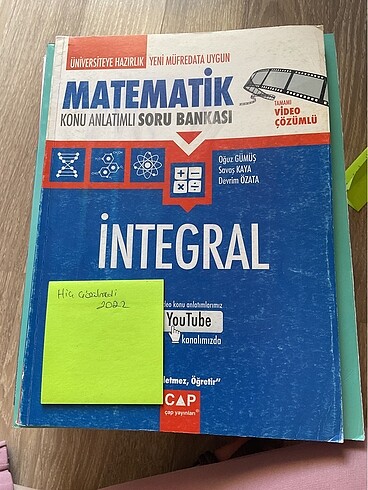 ÜNİVERSİTEYE HAZIRLIK YENİ MÜFREDATA UYGUN
MATEMATİK
KONU ANLATIMLI SORU BANKASI
TAMAMI
VİDEO
ÇÖZÜMLÜ
Oğuz GÜMÜŞ
Savaş KAYA
Devrim ÖZATA
İNTEGRAL
Hiç Çözülmedi
2022
video konu anlatımlarımız
YouTube
kanalımızda
letmez, Öğretir"
ÇAP
çap yayınları